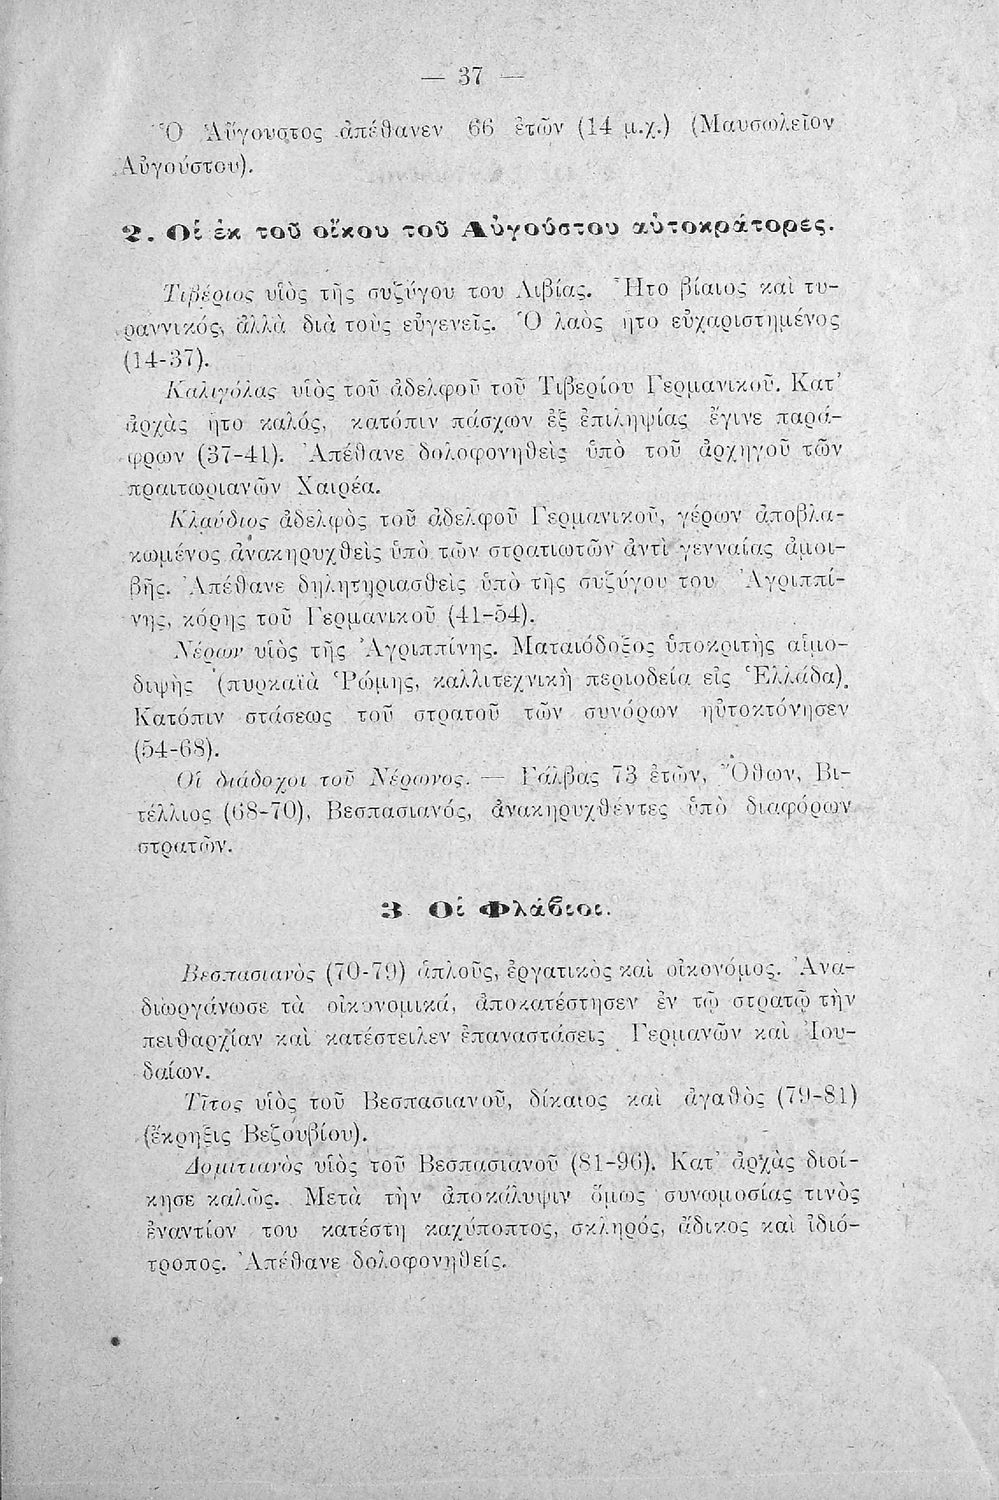 — 37 —
Ὁ Αὔγουστος ἀπέθανεν 66 ἐτῶν (14 μ.χ.) (Μαυσωλεῖον
Αὐγούστου).
2. Οἱ ἐκ τοῦ οἴκου τοῦ Αὐγούστου αὐτοκράτορες.
Τιβέριος υἱὸς τῆς συζύγου του Λιβίας. Ἦτο βίαιος καὶ τυ-
ραννικός, ἀλλὰ διὰ τοὺς εὐγενεῖς. Ὁ λαὸς ἦτο εὐχαριστημένος
(14-37).
Καλιγόλας υἱὸς τοῦ ἀδελφοῦ τοῦ Τιβερίου Γερμανικοῦ. Κατ’
ἀρχὰς ἦτο καλός, κατόπιν πάσχων ἐξ ἐπιληψίας ἔγινε παρά-
φρων (37-41). Ἀπέθανε δολοφονηθεὶς ὑπὸ τοῦ ἀρχηγοῦ τῶν
πραιτωριανῶν Χαιρέα.
Κλαύδιος ἀδελφὸς τοῦ ἀδελφοῦ Γερμανικοῦ, γέρων ἀποβλα-
κωμένος ἀνακηρυχθεὶς ὑπὸ τῶν στρατιωτῶν ἀντὶ γενναίας ἀμοι-
βῆς. Ἀπέθανε δηλητηριασθεὶς ὑπὸ τῆς συζύγου του Ἀγριππί-
νης, κόρης τοῦ Γερμανικοῦ (41-54).
Νέρων υἱὸς τῆς Ἀγριππίνης. Ματαιόδοξος ὑποκριτὴς αἱμο-
διψὴς (πυρκαϊὰ Ῥώμης, καλλιτεχνικὴ περιοδεία εἰς Ἑλλάδα).
Κατόπιν στάσεως τοῦ στρατοῦ τῶν συνόρων ηὐτοκτόνησεν
(54-68).
Οἱ διάδοχοι τοῦ Νέρωνος. — Γάλβας 73 ἐτῶν, Ὄθων, Βι-
τέλλιος (68-70), Βεσπασιανός, ἀνακηρυχθέντες ὑπὸ διαφόρων
στρατῶν.
3 Οἱ Φλάβιοι.
Βεσπασιανὸς (70-79) ἁπλοῦς, ἐργατικὸς καὶ οἰκονόμος. Ἀνα-
διωργάνωσε τὰ οἰκονομικά, ἀποκατέστησεν ἐν τῷ στρατῷ τὴν
πειθαρχίαν καὶ κατέστειλεν ἐπαναστάσεις Γερμανῶν καὶ Ἰου-
δαίων.
Τῖτος υἱὸς τοῦ Βεσπασιανοῦ, δίκαιος καὶ ἀγαθὸς (79-81)
(ἔκρηξις Βεζουβίου).
Δομιτιανὸς υἱὸς τοῦ Βεσπασιανοῦ (81-96). Κατ’ ἀρχὰς διοί-
κησε καλῶς. Μετὰ τὴν ἀποκάλυψιν ὅμως συνωμοσίας τινὸς
ἐναντίον του κατέστη καχύποπτος, σκληρός, ἄδικος καὶ ἰδιό-
τροπος. Ἀπέθανε δολοφονηθείς.